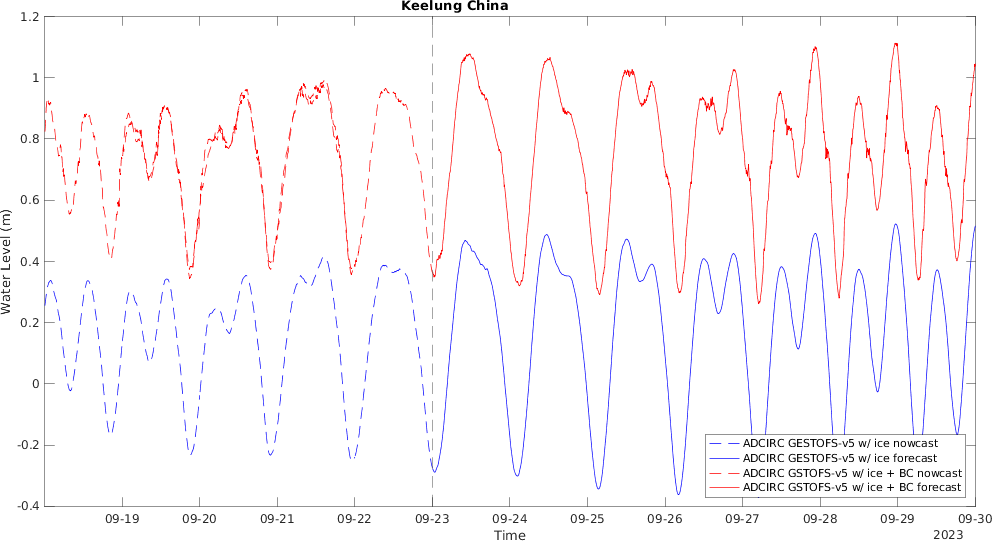 Keelung China
1.2
1
0.8
0.6
0.4
0.2
0
-0.2
-0.4
Water Level (m)
09-19 09-20 09-21 09-22 09-23 09-24 09-25 09-26 09-27 09-28 09-29 09-30
Time
2023
ADCIRC GESTOFS-v5 w/ ice nowcast
ADCIRC GESTOFS-v5 w/ ice forecast
ADCIRC GSTOFS-v5 w/ ice + BC nowcast
ADCIRC GSTOFS-v5 w/ ice + BC forecast